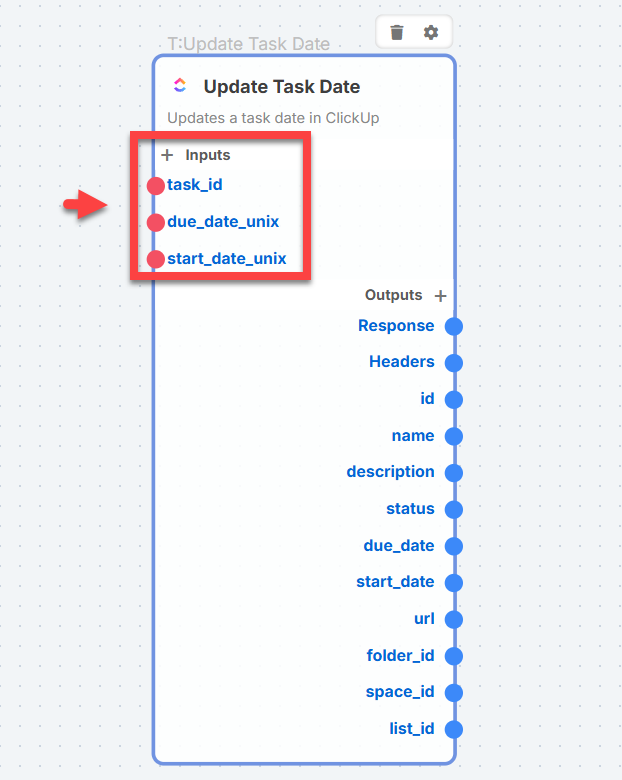 T:Update Task Date
Update Task Date
Updates a task date in ClickUp
+ Inputs
task_id
due_date_unix
start_date_unix
Outputs +
Response
Headers
id
name
description
status
due_date
start_date
url
folder_id
space_id
list_id